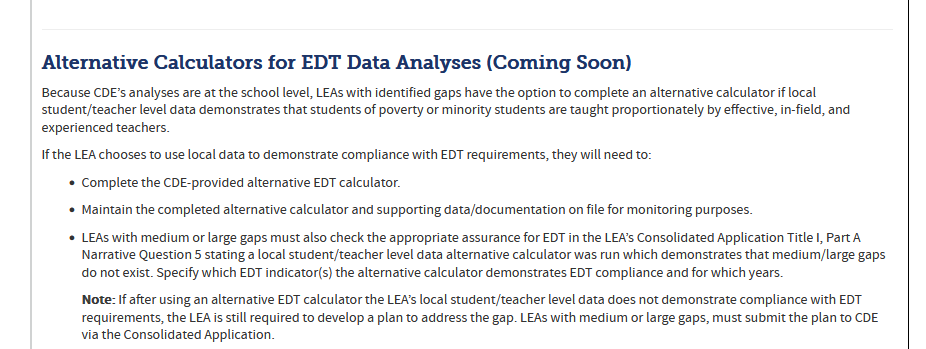 Alternative Calculators for EDT Data Analyses (Coming Soon)
Because CDE’s analyses are at the school level, LEAs with identified gaps have the option to complete an alternative calculator if local
student/teacher level data demonstrates that students of poverty or minority students are taught proportionately by effective, in-field, and
experienced teachers.
If the LEA chooses to use local data to demonstrate compliance with EDT requirements, they will need to:
• Complete the CDE-provided alternative EDT calculator.
• Maintain the completed alternative calculator and supporting data/documentation on file for monitoring purposes.
• LEAs with medium or large gaps must also check the appropriate assurance for EDT in the LEA’s Consolidated Application Title I, Part A
Narrative Question 5 stating a local student/teacher level data alternative calculator was run which demonstrates that medium/large gaps
do not exist. Specify which EDT indicator(s) the alternative calculator demonstrates EDT compliance and for which years.
Note: If after using an alternative EDT calculator the LEA’s local student/teacher level data does not demonstrate compliance with EDT
requirements, the LEA is still required to develop a plan to address the gap. LEAs with medium or large gaps, must submit the plan to CDE
via the Consolidated Application.